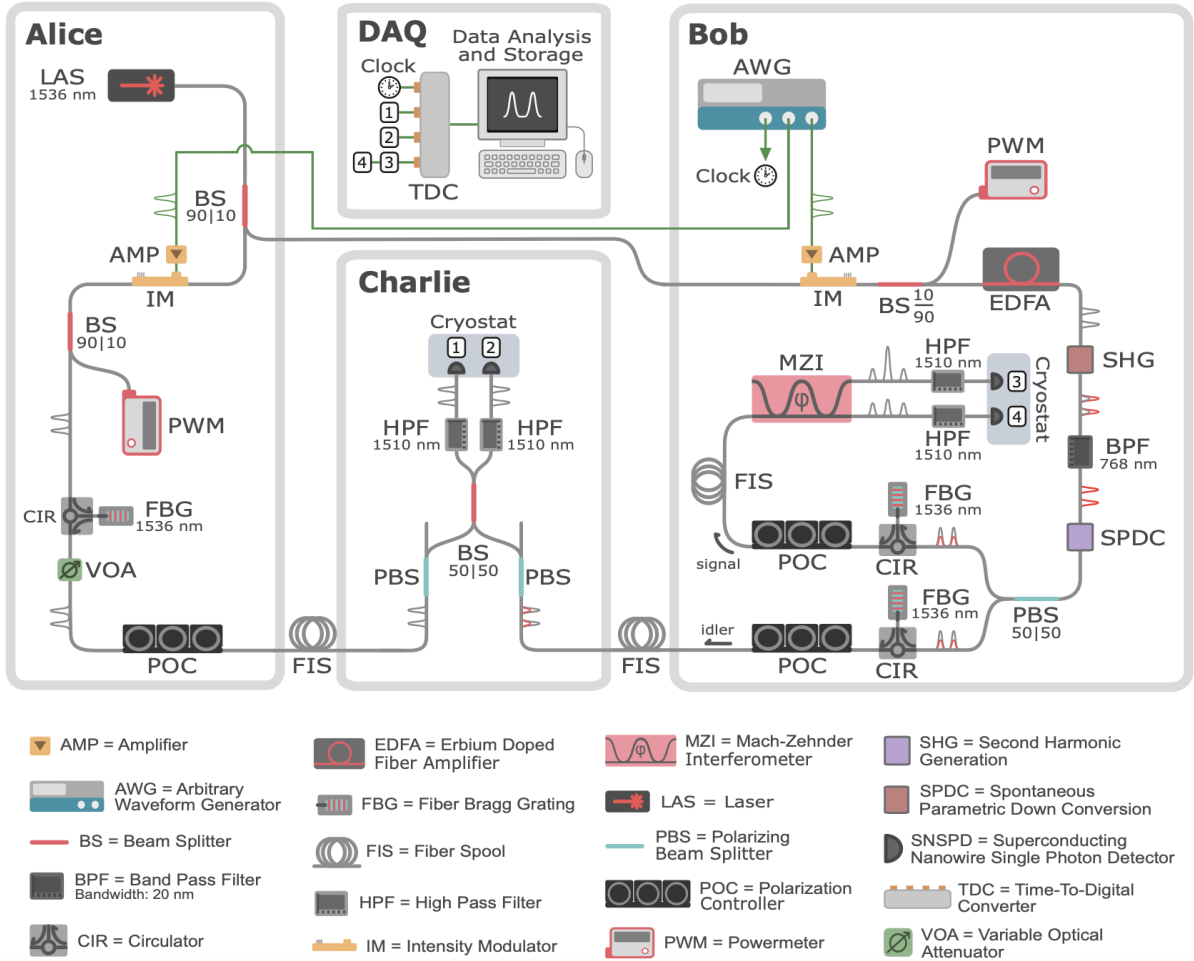 Alice
LAS
1536 nm
BS
90|10
AMP
IM
BS
90|10
PWM
CIR
FBG
1536 nm
VOA
POC
FIS
DAQ
Data Analysis
and Storage
Clock
1
2
4
3
TDC
Charlie
Cryostat
1
2
HPF
1510 nm
HPF
1510 nm
BS
50|50
PBS
PBS
FIS
Bob
AWG
Clock
PWM
AMP
IM
BS
10
90
EDFA
SHG
BPF
768 nm
SPDC
MZI
φ
HPF
1510 nm
HPF
1510 nm
3
4
Cryostat
FIS
signal
POC
FBG
1536 nm
CIR
PBS
50|50
FBG
1536 nm
idler
POC
CIR
AMP = Amplifier
AWG = Arbitrary
Waveform Generator
BS = Beam Splitter
BPF = Band Pass Filter
Bandwidth: 20 nm
CIR = Circulator
EDFA = Erbium Doped
Fiber Amplifier
FBG = Fiber Bragg Grating
FIS = Fiber Spool
HPF = High Pass Filter
IM = Intensity Modulator
φ
MZI = Mach-Zehnder
Interferometer
LAS = Laser
PBS = Polarizing
Beam Splitter
POC = Polarization
Controller
PWM = Powermeter
SHG = Second Harmonic
Generation
SPDC = Spontaneous
Parametric Down Conversion
SNSPD = Superconducting
Nanowire Single Photon Detector
TDC = Time-To-Digital
Converter
VOA = Variable Optical
Attenuator